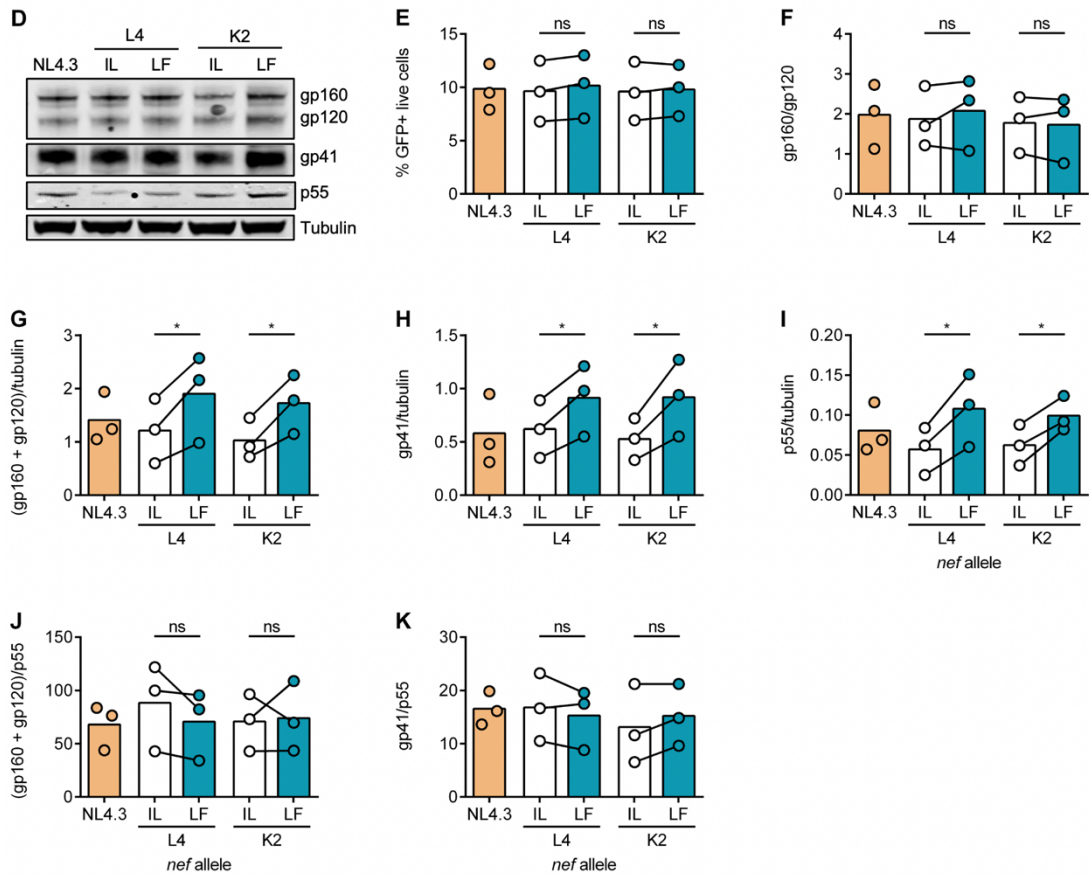 D
L4
K2
NL4.3 IL LF IL LF
gp160
gp120
gp41
p55
Tubulin
E
% GFP+ live cells
15
10
5
0
ns
ns
NL4.3 IL LF IL LF
L4
K2
F
gp160/gp120
4
3
2
1
0
ns
ns
NL4.3 IL LF IL LF
L4
K2
G
(gp160 + gp120)/tubulin
3
2
1
0
*
*
NL4.3 IL LF IL LF
L4
K2
H
gp41/tubulin
1.5
1.0
0.5
0.0
*
*
NL4.3 IL LF IL LF
L4
K2
I
p55/tubulin
0.20
0.15
0.10
0.05
0.00
*
*
NL4.3 IL LF IL LF
L4
K2
nef allele
J
(gp160 + gp120)/p55
150
100
50
0
ns
ns
NL4.3 IL LF IL LF
L4
K2
nef allele
K
gp41/p55
30
20
10
0
ns
ns
NL4.3 IL LF IL LF
L4
K2
nef allele